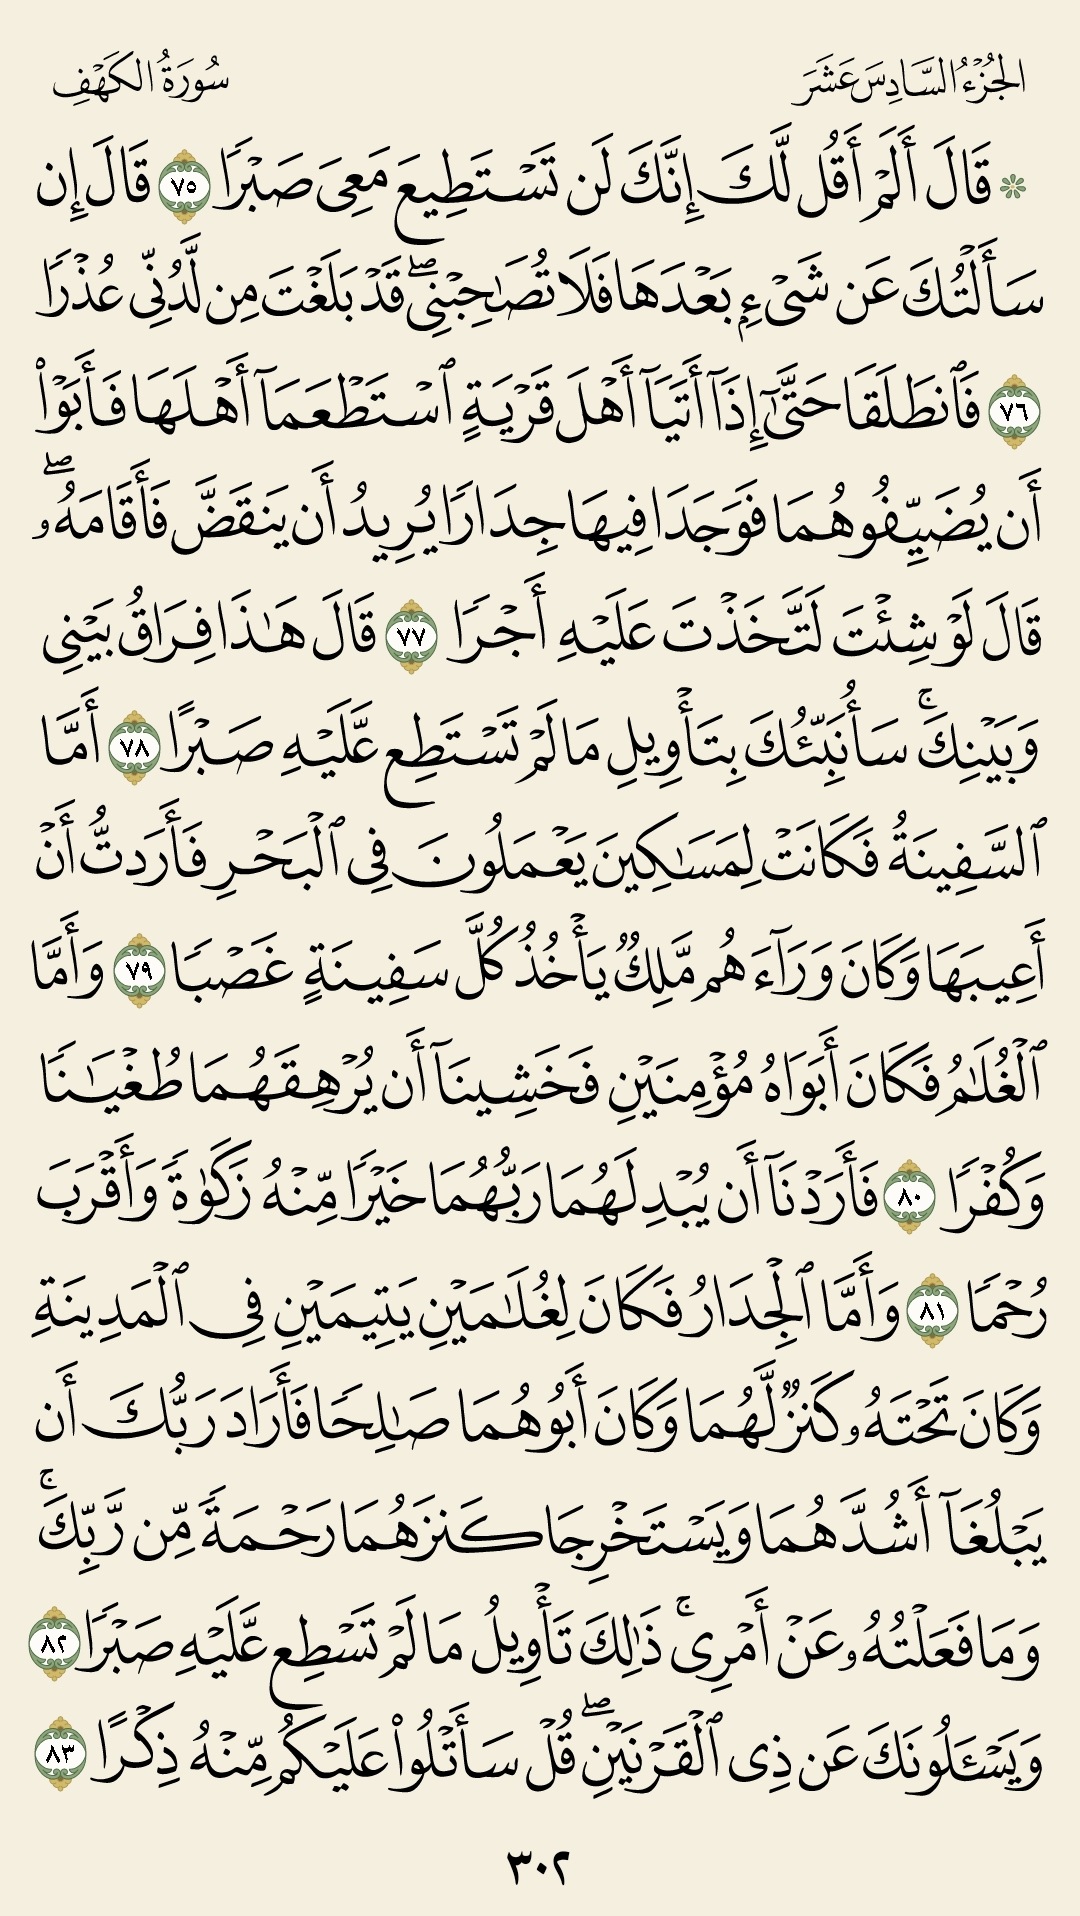 الجُزْءُ السَّادِسَ عَشَرَ
سُورَةُ الكَهْفِ
۞ قَالَ أَلَمْ أَقُل لَّكَ إِنَّكَ لَن تَسْتَطِيعَ مَعِىَ صَبْرًا ٧٥ قَالَ إِن
سَأَلْتُكَ عَن شَىْءٍۭ بَعْدَهَا فَلَا تُصَـٰحِبْنِى ۖ قَدْ بَلَغْتَ مِن لَّدُنِّى عُذْرًا
٧٦ فَٱنطَلَقَا حَتَّىٰٓ إِذَآ أَتَيَآ أَهْلَ قَرْيَةٍ ٱسْتَطْعَمَآ أَهْلَهَا فَأَبَوْا۟
أَن يُضَيِّفُوهُمَا فَوَجَدَا فِيهَا جِدَارًا يُرِيدُ أَن يَنقَضَّ فَأَقَامَهُۥ ۖ
قَالَ لَوْ شِئْتَ لَتَّخَذْتَ عَلَيْهِ أَجْرًا ٧٧ قَالَ هَـٰذَا فِرَاقُ بَيْنِى
وَبَيْنِكَ ۚ سَأُنَبِّئُكَ بِتَأْوِيلِ مَا لَمْ تَسْتَطِع عَّلَيْهِ صَبْرًا ٧٨ أَمَّا
ٱلسَّفِينَةُ فَكَانَتْ لِمَسَـٰكِينَ يَعْمَلُونَ فِى ٱلْبَحْرِ فَأَرَدتُّ أَنْ
أَعِيبَهَا وَكَانَ وَرَآءَهُم مَّلِكٌ يَأْخُذُ كُلَّ سَفِينَةٍ غَصْبًا ٧٩ وَأَمَّا
ٱلْغُلَـٰمُ فَكَانَ أَبَوَاهُ مُؤْمِنَيْنِ فَخَشِينَآ أَن يُرْهِقَهُمَا طُغْيَـٰنًا
وَكُفْرًا ٨٠ فَأَرَدْنَآ أَن يُبْدِلَهُمَا رَبُّهُمَا خَيْرًا مِّنْهُ زَكَوٰةً وَأَقْرَبَ
رُحْمًا ٨١ وَأَمَّا ٱلْجِدَارُ فَكَانَ لِغُلَـٰمَيْنِ يَتِيمَيْنِ فِى ٱلْمَدِينَةِ
وَكَانَ تَحْتَهُۥ كَنزٌ لَّهُمَا وَكَانَ أَبُوهُمَا صَـٰلِحًا فَأَرَادَ رَبُّكَ أَن
يَبْلُغَآ أَشُدَّهُمَا وَيَسْتَخْرِجَا كَنزَهُمَا رَحْمَةً مِّن رَّبِّكَ ۚ
وَمَا فَعَلْتُهُۥ عَنْ أَمْرِى ۚ ذَٰلِكَ تَأْوِيلُ مَا لَمْ تَسْطِع عَّلَيْهِ صَبْرًا ٨٢
وَيَسْـَٔلُونَكَ عَن ذِى ٱلْقَرْنَيْنِ ۖ قُلْ سَأَتْلُوا۟ عَلَيْكُم مِّنْهُ ذِكْرًا ٨٣
٣٠٢